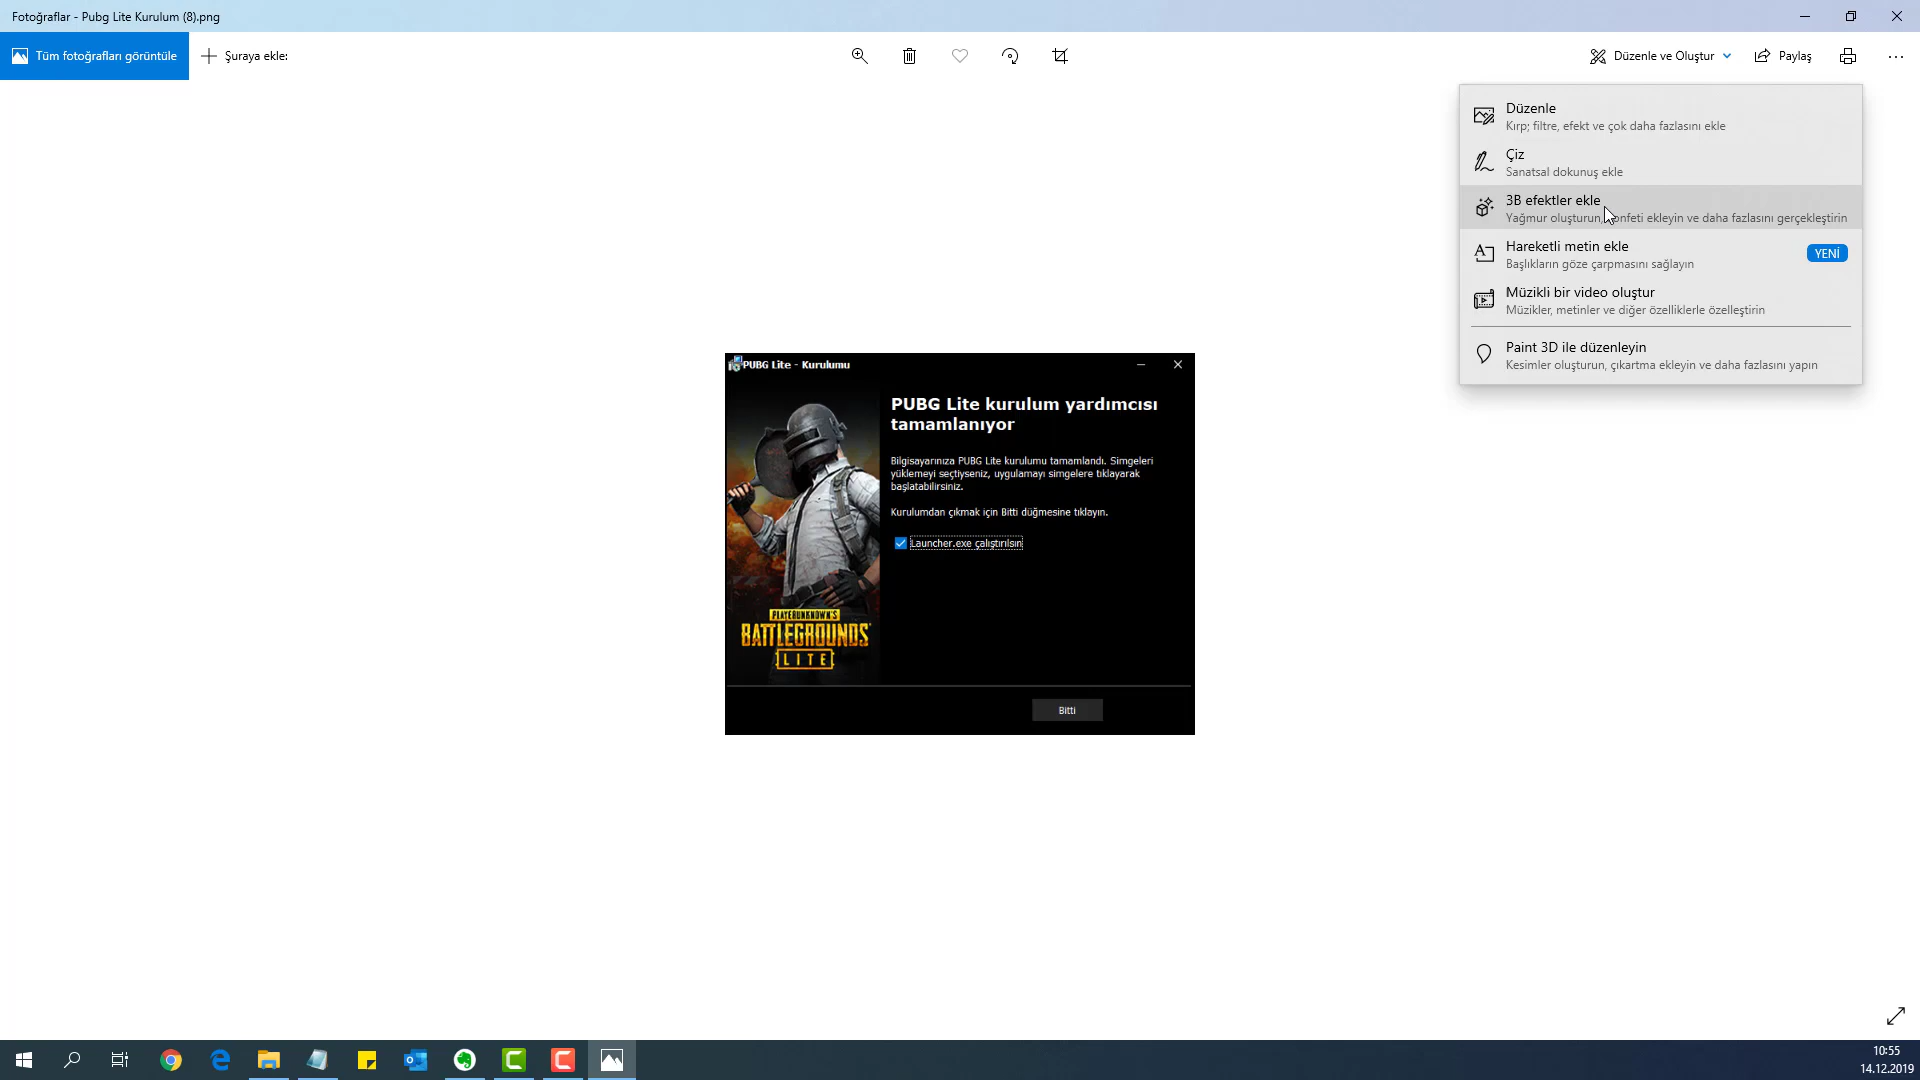 Fotoğraflar - Pubg Lite Kurulum (8).png
Tüm fotoğrafları görüntüle
Şuraya ekle:
Düzenle ve Oluştur
Paylaş
Düzenle
Kırp; filtre, efekt ve çok daha fazlasını ekle
Çiz
Sanatsal dokunuş ekle
3B efektler ekle
Yağmur oluşturun, onfeti ekleyin ve daha fazlasını gerçekleştirin
Hareketli metin ekle
Başlıkların göze çarpmasını sağlayın
YENİ
Müzikli bir video oluştur
Müzikler, metinler ve diğer özelliklerle özelleştirin
Paint 3D ile düzenleyin
Kesimler oluşturun, çıkartma ekleyin ve daha fazlasını yapın
PUBG Lite - Kurulumu
PUBG Lite kurulum yardımcısı
tamamlanıyor
Bilgisayarınıza PUBG Lite kurulumu tamamlandı. Simgeleri
yüklemeyi seçtiyseniz, uygulamayı simgelere tıklayarak
başlatabilirsiniz.
Kurulumdan çıkmak için Bitti düğmesine tıklayın.
Launcher.exe çalıştırılsın
PLAYERUNKNOWN'S
BATTLEGROUNDS
LITE
Bitti
10:55
14.12.2019